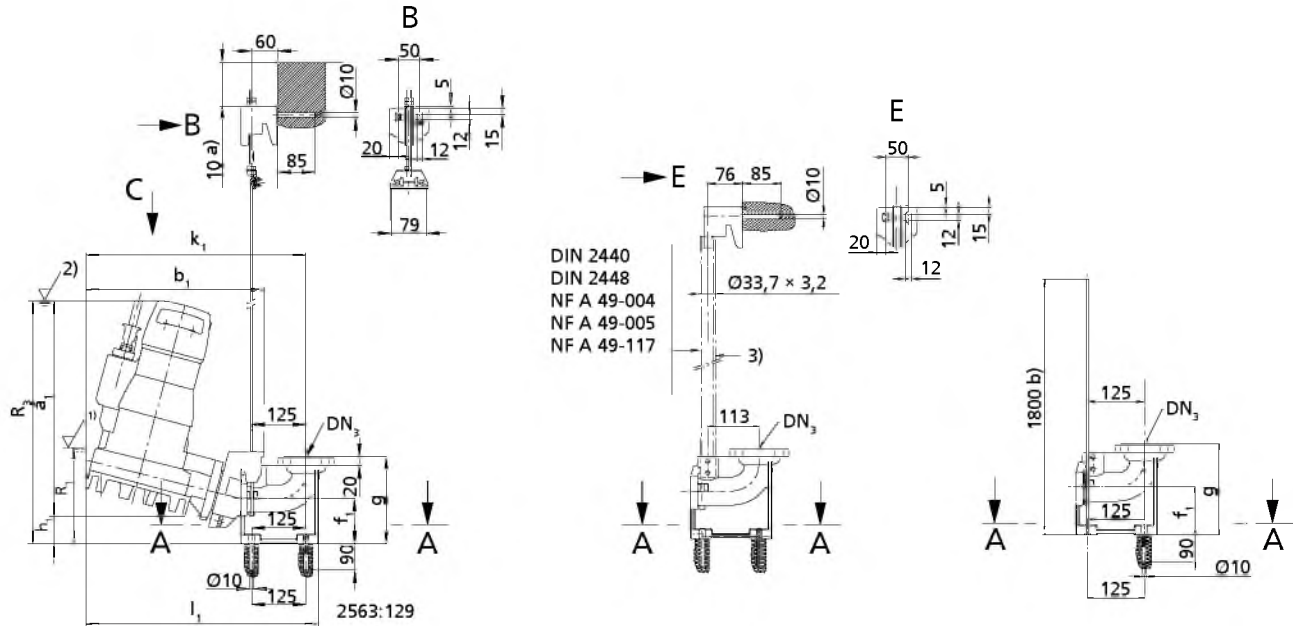 B
60
50
Ø10
5
B
10 a)
85
20
12
12
15
79
C
k₁
b₁
2)
R₃
a₁
1)
R₁
h₁
125
DN₃
20
g
f₁
125
A
A
90
Ø10
125
l₁
2563:129
E
E
76
85
Ø10
50
5
20
12
12
15
DIN 2440
DIN 2448
NF A 49-004
NF A 49-005
NF A 49-117
Ø33,7 × 3,2
3)
113
DN₃
A
A
1800 b)
125
DN₃
g
f₁
125
A
A
90
Ø10
125